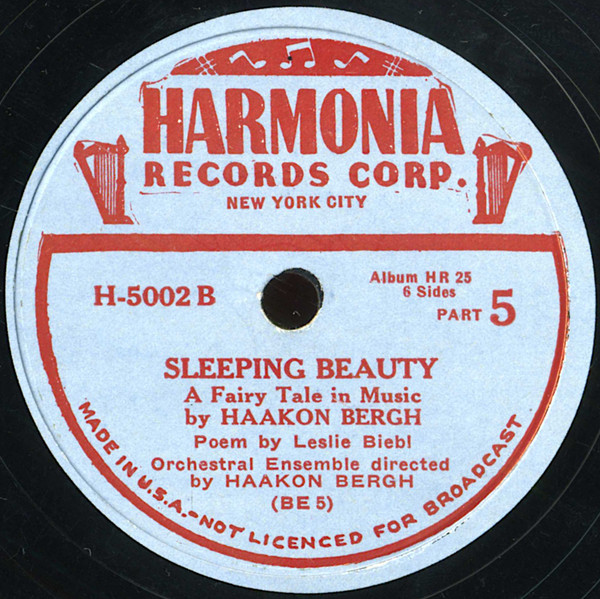 HARMONIA
RECORDS CORP.
NEW YORK CITY
H-5002 B
Album HR 25
6 Sides
PART 5
SLEEPING BEAUTY
A Fairy Tale in Music
by HAAKON BERGH
Poem by Leslie Biebl
Orchestral Ensemble directed
by HAAKON BERGH
(BE 5)
MADE IN U.S.A.-NOT LICENCED FOR BROADCAST